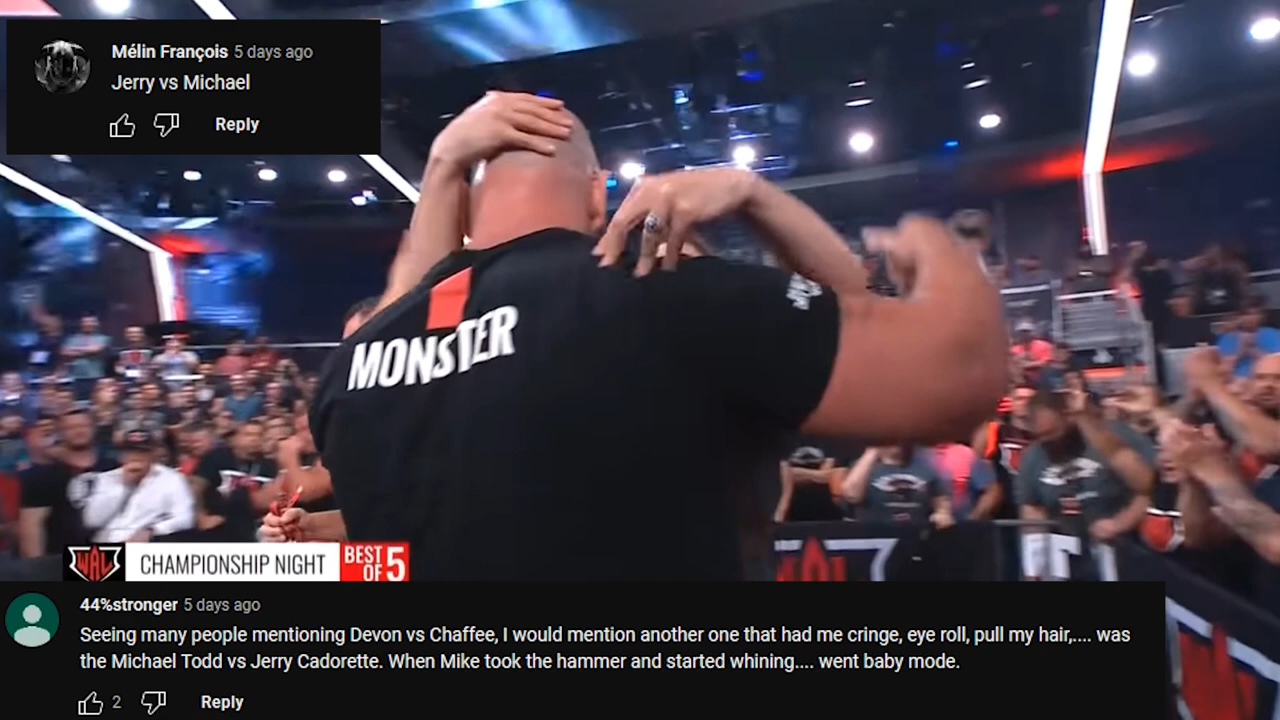 Mélin François 5 days ago
Jerry vs Michael
Reply
MONSTER
WAL CHAMPIONSHIP NIGHT BEST OF 5
44%stronger 5 days ago
Seeing many people mentioning Devon vs Chaffee, I would mention another one that had me cringe, eye roll, pull my hair,.... was
the Michael Todd vs Jerry Cadorette. When Mike took the hammer and started whining.... went baby mode.
2 Reply